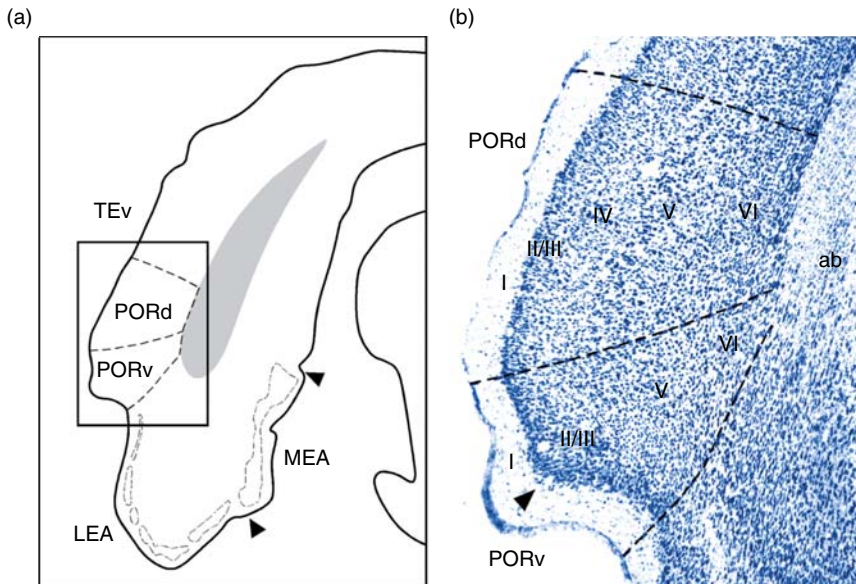 (a)
TEv
PORd
PORv
MEA
LEA
(b)
PORd
IV
V
VI
II/III
I
ab
VI
V
II/III
I
PORv